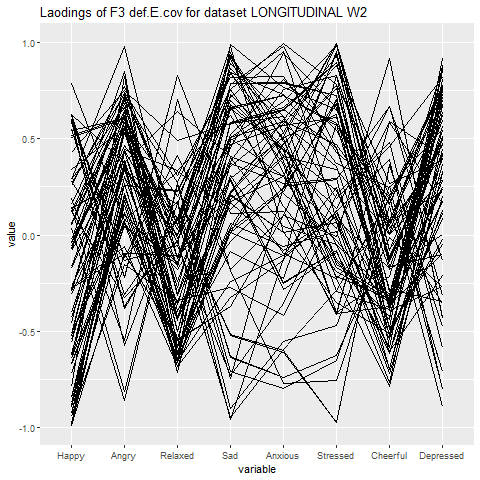 Laodings of F3 def.E.cov for dataset LONGITUDINAL W2
1.0
0.5
0.0
-0.5
-1.0
value
Happy Angry Relaxed Sad Anxious Stressed Cheerful Depressed
variable